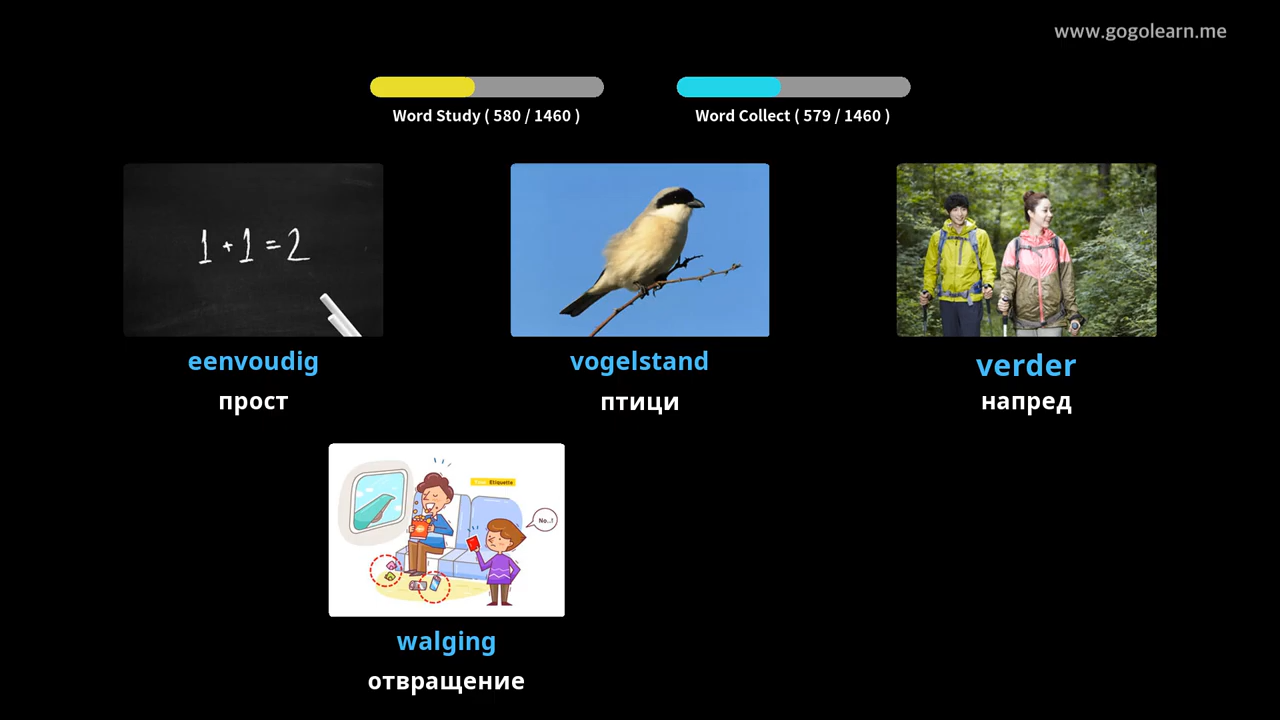 www.gogolearn.me
Word Study ( 580 / 1460 )
Word Collect ( 579 / 1460 )
1 + 1 = 2
eenvoudig
прост
vogelstand
птици
verder
напред
Etiquette
No..!
walging
отвращение